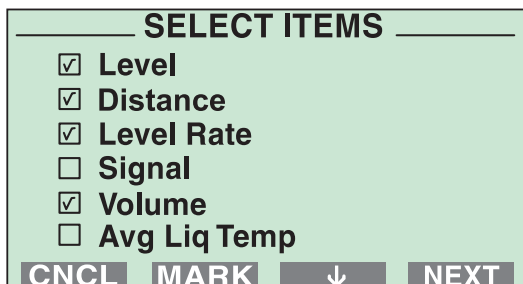 SELECT ITEMS
☑ Level
☑ Distance
☑ Level Rate
☐ Signal
☑ Volume
☐ Avg Liq Temp
CNCL MARK ↓ NEXT